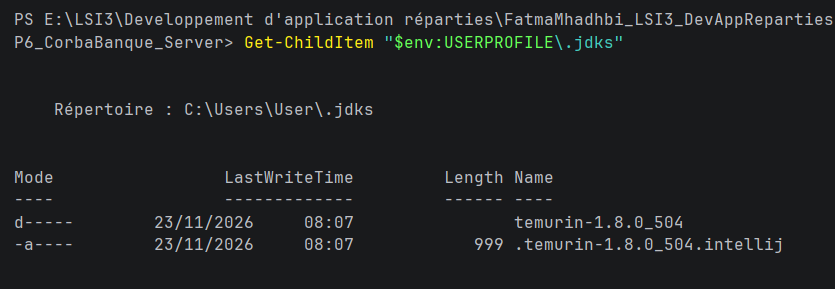 PS E:\LSI3\Developpement d'application réparties\FatmaMhadhbi_LSI3_DevAppReparties
P6_CorbaBanque_Server> Get-ChildItem "$env:USERPROFILE\.jdks"
Répertoire : C:\Users\User\.jdks
Mode LastWriteTime Length Name
---- ------------- ------ ----
d----- 23/11/2026 08:07 temurin-1.8.0_504
-a---- 23/11/2026 08:07 999 .temurin-1.8.0_504.intellij